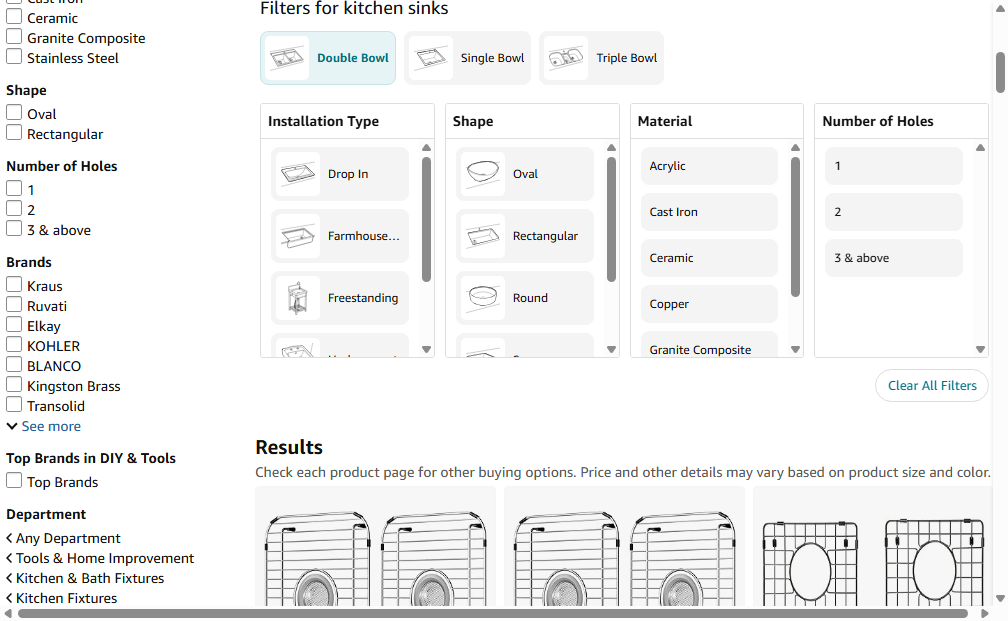 Cast Iron
Ceramic
Granite Composite
Stainless Steel
Shape
Oval
Rectangular
Number of Holes
1
2
3 & above
Brands
Kraus
Ruvati
Elkay
KOHLER
BLANCO
Kingston Brass
Transolid
See more
Top Brands in DIY & Tools
Top Brands
Department
Any Department
Tools & Home Improvement
Kitchen & Bath Fixtures
Kitchen Fixtures
Filters for kitchen sinks
Double Bowl
Single Bowl
Triple Bowl
Installation Type
Drop In
Farmhouse...
Freestanding
Shape
Oval
Rectangular
Round
Material
Acrylic
Cast Iron
Ceramic
Copper
Granite Composite
Number of Holes
1
2
3 & above
Clear All Filters
Results
Check each product page for other buying options. Price and other details may vary based on product size and color.